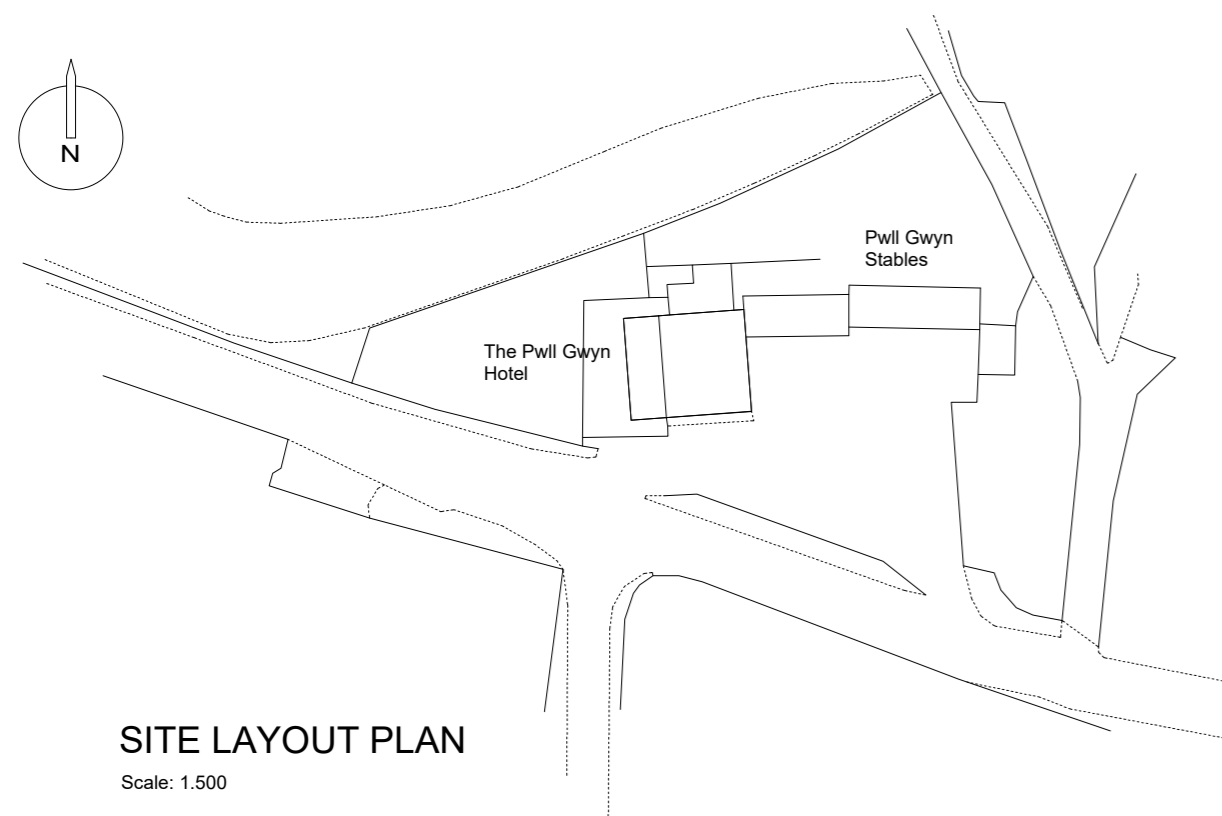 N
Pwll Gwyn
Stables
The Pwll Gwyn
Hotel
SITE LAYOUT PLAN
Scale: 1.500